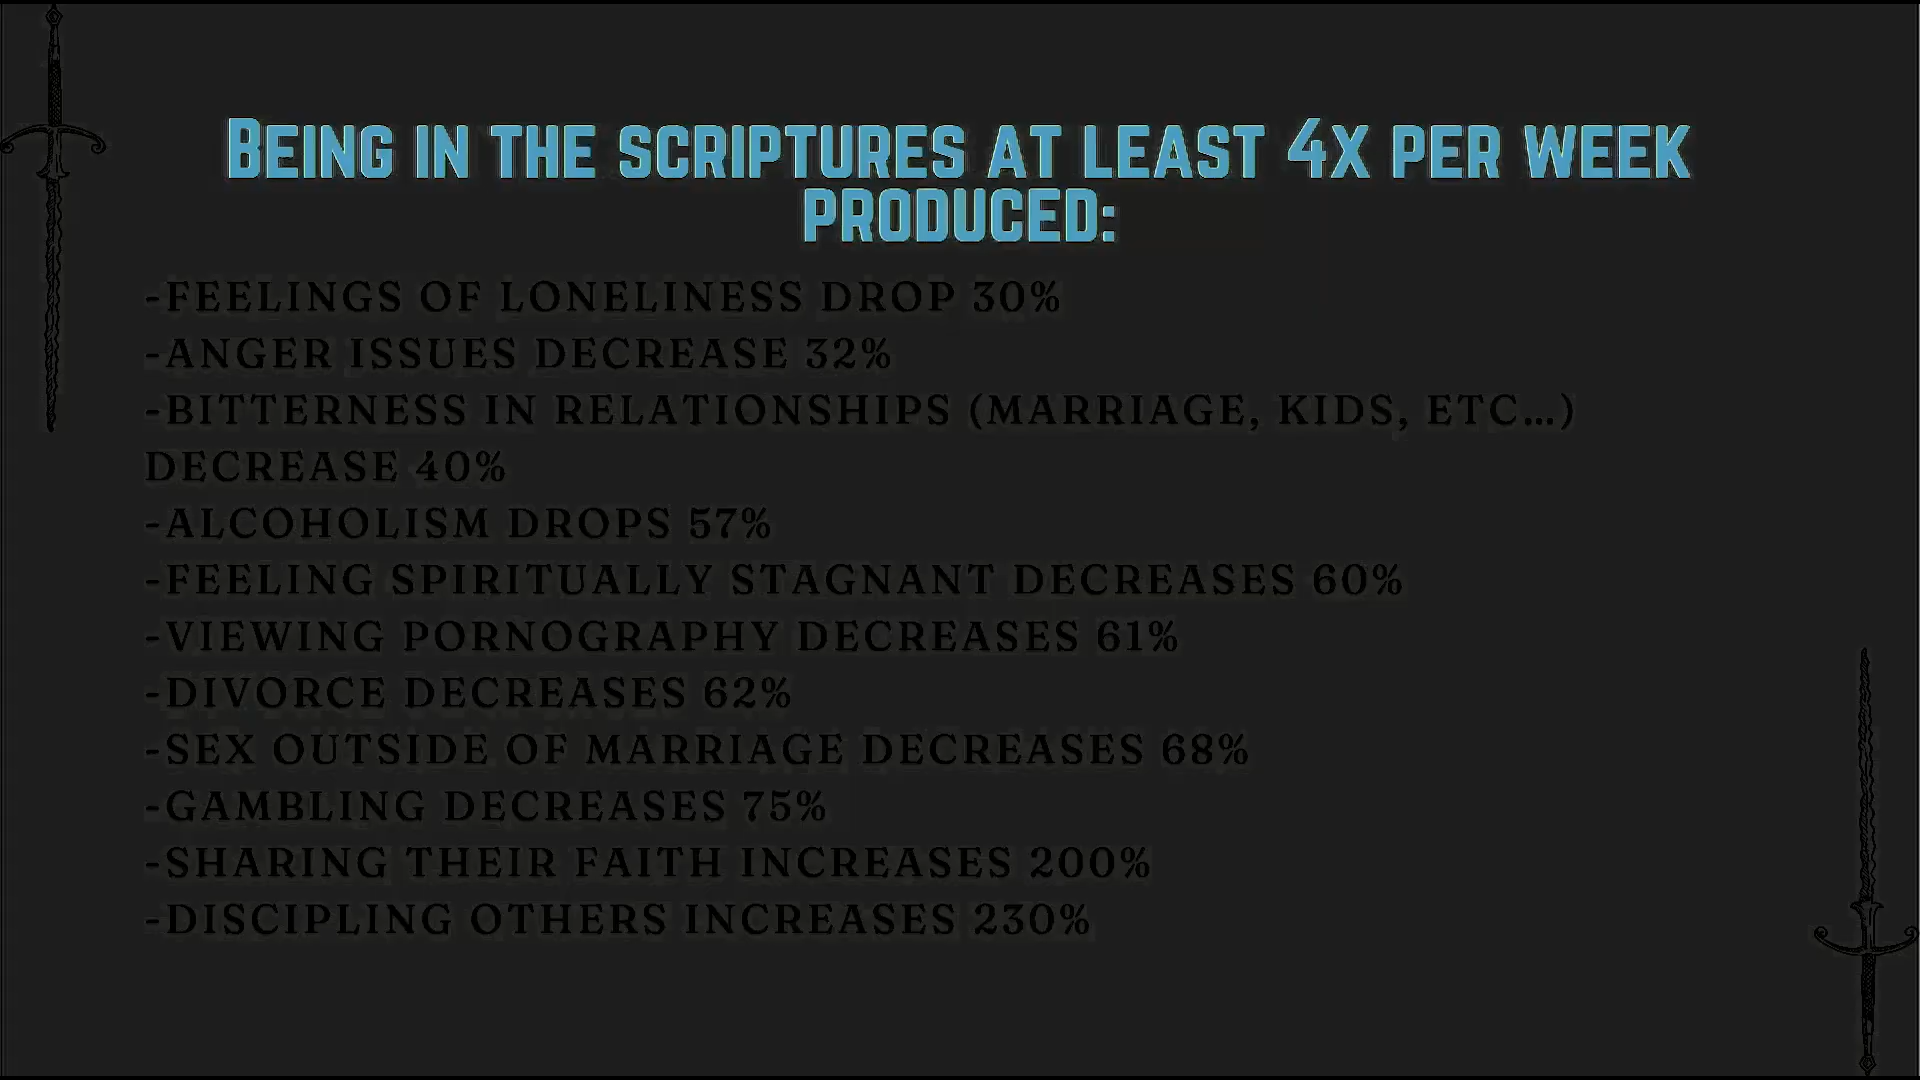 Being in the scriptures at least 4x per week
produced:
-FEELINGS OF LONELINESS DROP 30%
-ANGER ISSUES DECREASE 32%
-BITTERNESS IN RELATIONSHIPS (MARRIAGE, KIDS, ETC...)
DECREASE 40%
-ALCOHOLISM DROPS 57%
-FEELING SPIRITUALLY STAGNANT DECREASES 60%
-VIEWING PORNOGRAPHY DECREASES 61%
-DIVORCE DECREASES 62%
-SEX OUTSIDE OF MARRIAGE DECREASES 68%
-GAMBLING DECREASES 75%
-SHARING THEIR FAITH INCREASES 200%
-DISCIPLING OTHERS INCREASES 230%